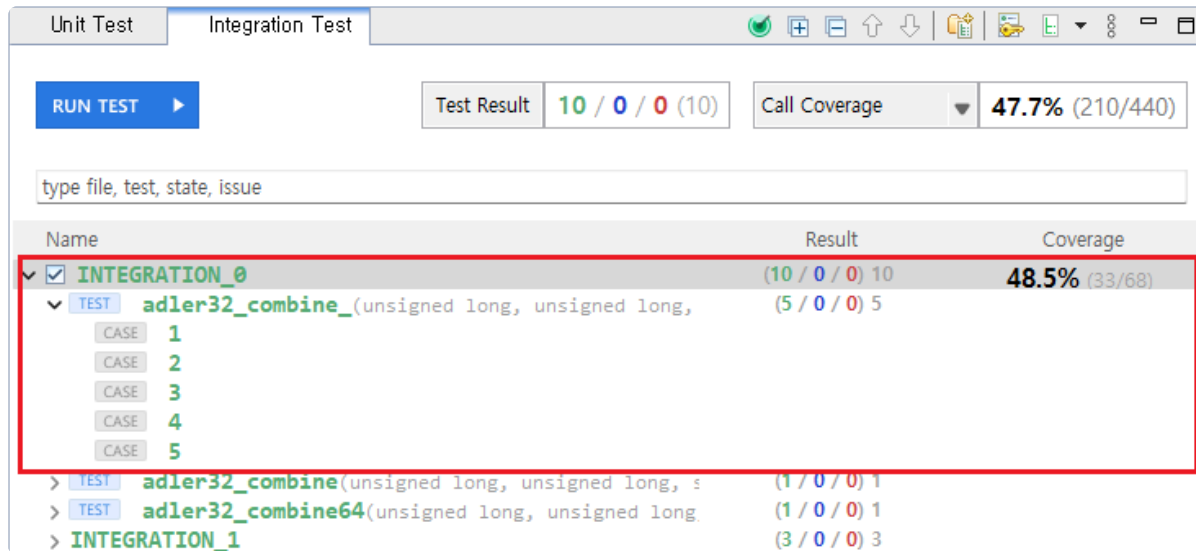 Unit Test Integration Test
RUN TEST Test Result 10 / 0 / 0 (10) Call Coverage 47.7% (210/440)
type file, test, state, issue
Name Result Coverage
INTEGRATION_0 (10 / 0 / 0) 10 48.5% (33/68)
TEST adler32_combine_(unsigned long, unsigned long, (5 / 0 / 0) 5
CASE 1
CASE 2
CASE 3
CASE 4
CASE 5
TEST adler32_combine(unsigned long, unsigned long, s (1 / 0 / 0) 1
TEST adler32_combine64(unsigned long, unsigned long (1 / 0 / 0) 1
INTEGRATION_1 (3 / 0 / 0) 3